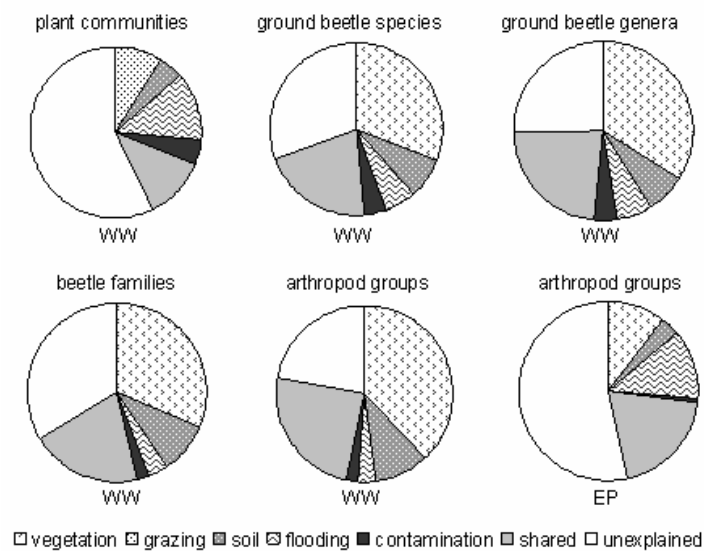 plant communities ground beetle species ground beetle genera
WW WW WW
beetle families arthropod groups arthropod groups
WW WW EP
vegetation grazing soil flooding contamination shared unexplained